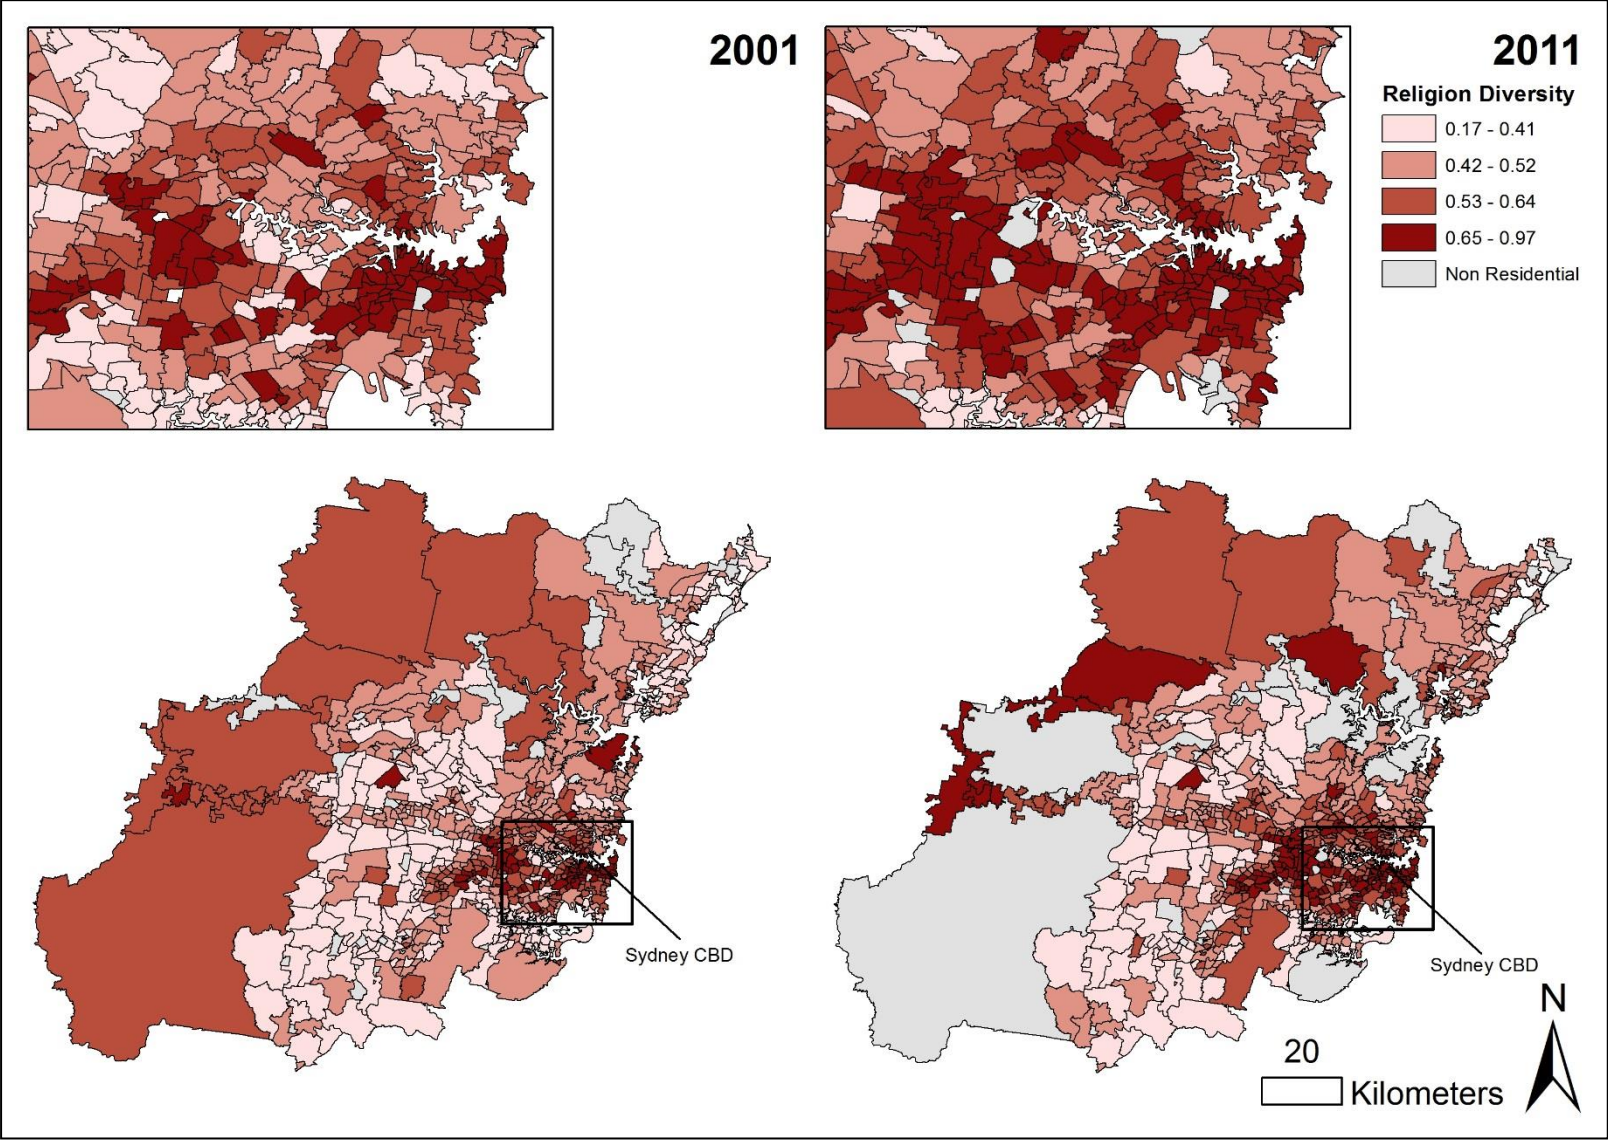 2001
2011
Religion Diversity
0.17 - 0.41
0.42 - 0.52
0.53 - 0.64
0.65 - 0.97
Non Residential
Sydney CBD
Sydney CBD
N
20
Kilometers